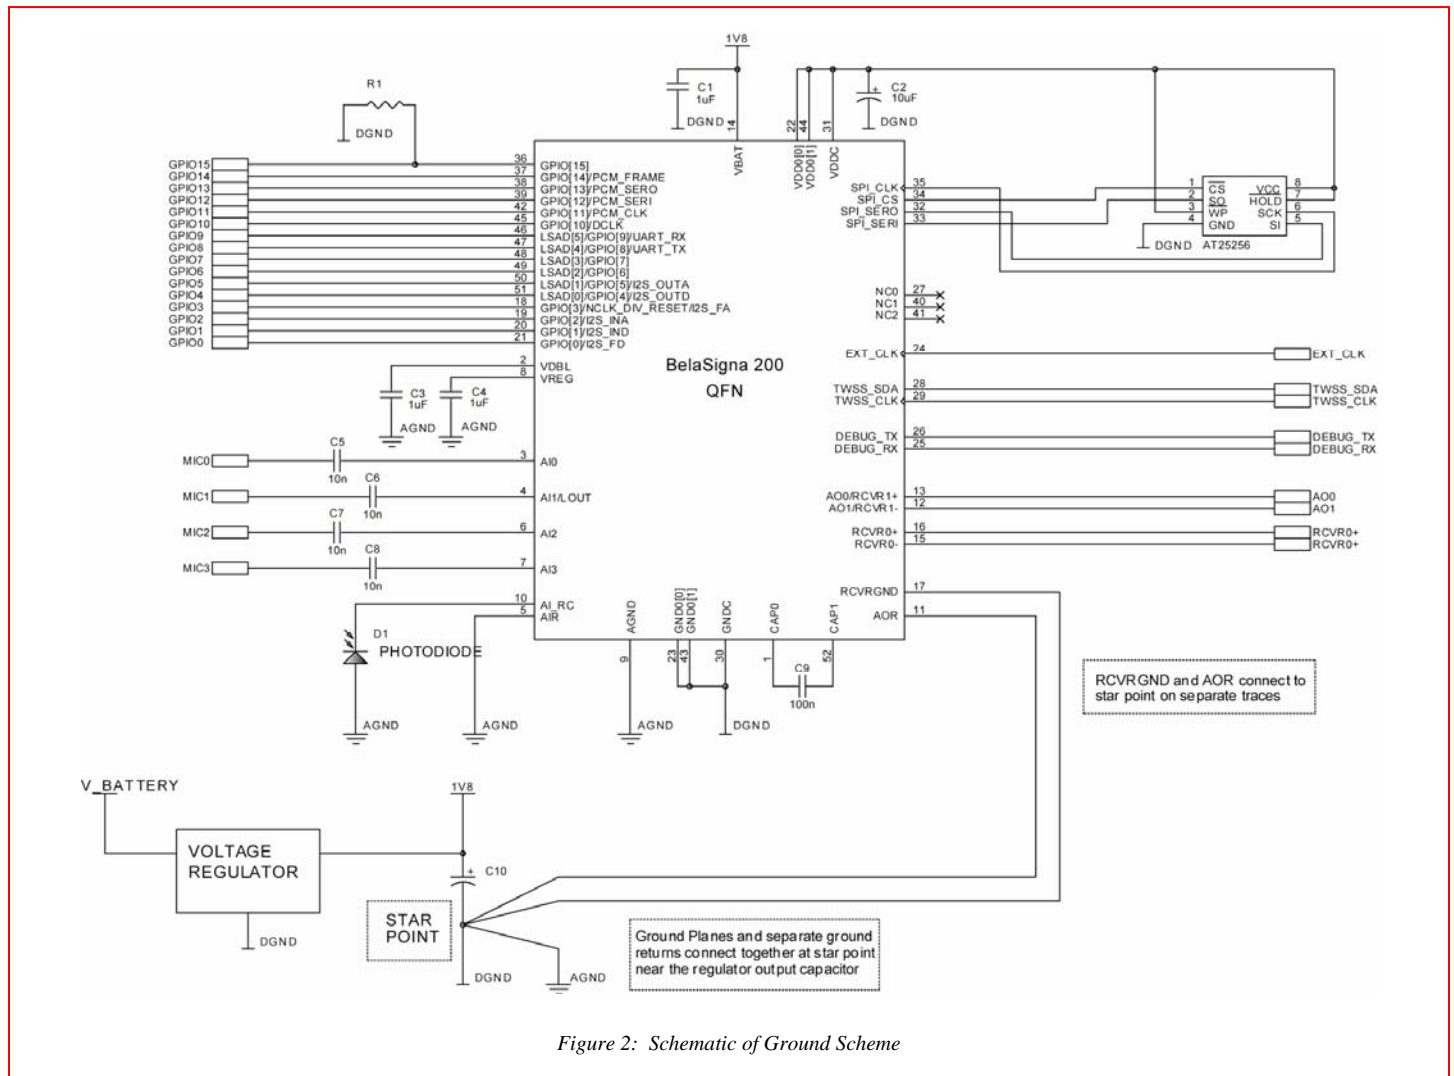 1V8
C1
1uF
DGND
C2
10uF
DGND
R1
DGND
14
VBAT
22
VDD0[0]
44
VDD0[1]
31
VDDC
GPIO15
36
GPIO[15]
GPIO14
37
GPIO[14]/PCM_FRAME
GPIO13
38
GPIO[13]/PCM_SERO
GPIO12
39
GPIO[12]/PCM_SERI
GPIO11
42
GPIO[11]/PCM_CLK
GPIO10
45
GPIO[10]/DCLK
GPIO9
46
LSAD[5]/GPIO[9]/UART_RX
GPIO8
47
LSAD[4]/GPIO[8]/UART_TX
GPIO7
48
LSAD[3]/GPIO[7]
GPIO6
49
LSAD[2]/GPIO[6]
GPIO5
50
LSAD[1]/GPIO[5]/I2S_OUTA
GPIO4
51
LSAD[0]/GPIO[4]/I2S_OUTD
GPIO3
18
GPIO[3]/NCLK_DIV_RESET/I2S_FA
GPIO2
19
GPIO[2]/I2S_INA
GPIO1
20
GPIO[1]/I2S_IND
GPIO0
21
GPIO[0]/I2S_FD
2
VDBL
8
VREG
C3
1uF
AGND
C4
1uF
AGND
SPI_CLK
35
SPI_CS
34
SPI_SERO
32
SPI_SERI
33
1
CS
2
SO
3
WP
4
GND
VCC
8
HOLD
7
SCK
6
SI
5
DGND
AT25256
NC0
27
NC1
40
NC2
41
BelaSigna 200
QFN
EXT_CLK
24
EXT_CLK
TWSS_SDA
28
TWSS_SDA
TWSS_CLK
29
TWSS_CLK
DEBUG_TX
26
DEBUG_TX
DEBUG_RX
25
DEBUG_RX
MIC0
C5
10n
3
AI0
MIC1
C6
10n
4
AI1/LOUT
MIC2
C7
10n
6
AI2
MIC3
C8
10n
7
AI3
AO0/RCVR1+
13
AO0
AO1/RCVR1-
12
AO1
RCVR0+
16
RCVR0+
RCVR0-
15
RCVR0+
RCVRGND
17
AOR
11
10
AI_RC
5
AIR
D1
PHOTODIODE
AGND
AGND
AGND
9
AGND
GND0[0]
23
GND0[1]
43
GNDC
30
DGND
CAP0
1
CAP1
52
C9
100n
RCVRGND and AOR connect to
star point on separate traces
V_BATTERY
VOLTAGE
REGULATOR
DGND
1V8
C10
STAR
POINT
DGND
AGND
Ground Planes and separate ground
returns connect together at star point
near the regulator output capacitor
Figure 2: Schematic of Ground Scheme